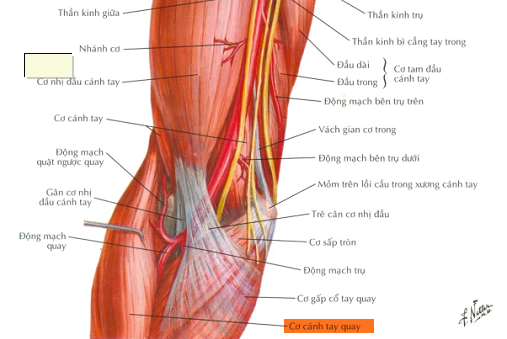 Thần kinh giữa
Nhánh cơ
Cơ nhị đầu cánh tay
Cơ cánh tay
Động mạch
quặt ngược quay
Gân cơ nhị
đầu cánh tay
Động mạch
quay
Thần kinh trụ
Thần kinh bì cẳng tay trong
Đầu dài
Đầu trong
Cơ tam đầu
cánh tay
Động mạch bên trụ trên
Vách gian cơ trong
Động mạch bên trụ dưới
Mỏm trên lồi cầu trong xương cánh tay
Trẽ cân cơ nhị đầu
Cơ sấp tròn
Động mạch trụ
Cơ gấp cổ tay quay
Cơ cánh tay quay
F. Netter